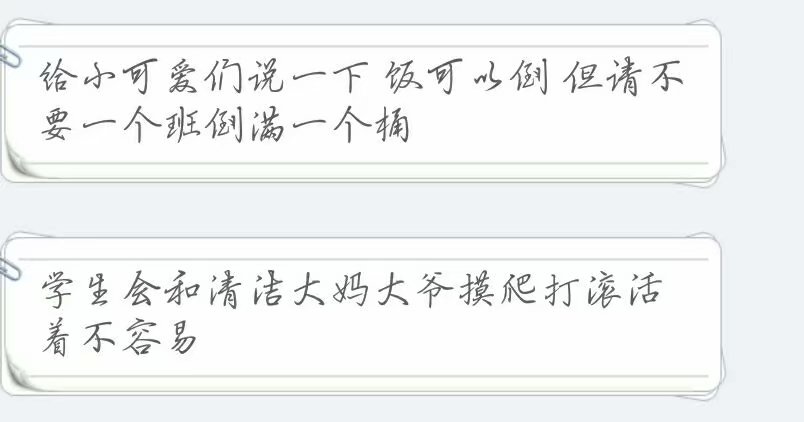 给小可爱们说一下 饭可以倒 但请不
要一个班倒满一个桶
学生会和清洁大妈大爷摸爬打滚活
着不容易